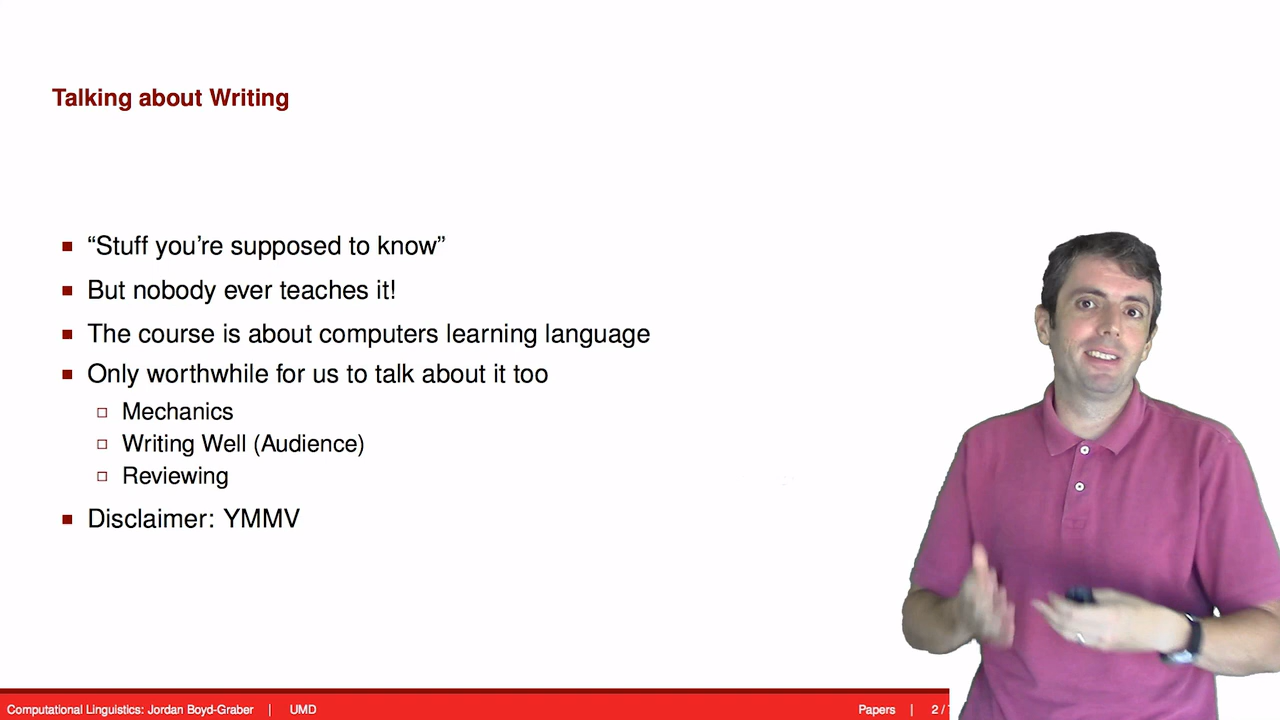 Talking about Writing
“Stuff you’re supposed to know”
But nobody ever teaches it!
The course is about computers learning language
Only worthwhile for us to talk about it too
Mechanics
Writing Well (Audience)
Reviewing
Disclaimer: YMMV
Computational Linguistics: Jordan Boyd-Graber | UMD Papers | 2 /